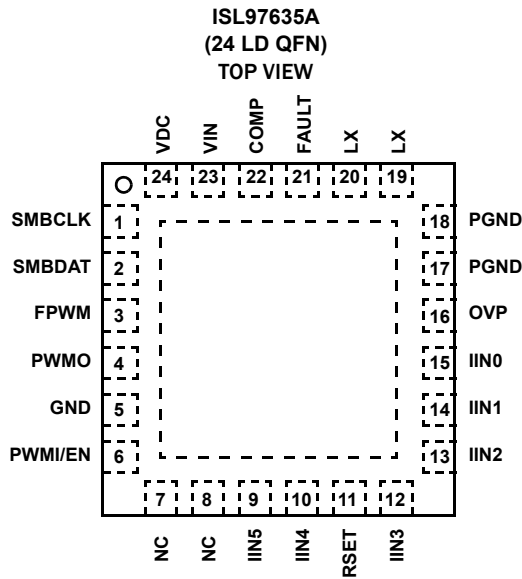 ISL97635A
(24 LD QFN)
TOP VIEW
VDC VIN COMP FAULT LX LX
24 23 22 21 20 19
SMBCLK 1 18 PGND
SMBDAT 2 17 PGND
FPWM 3 16 OVP
PWMO 4 15 IIN0
GND 5 14 IIN1
PWMI/EN 6 13 IIN2
7 8 9 10 11 12
NC NC IIN5 IIN4 RSET IIN3